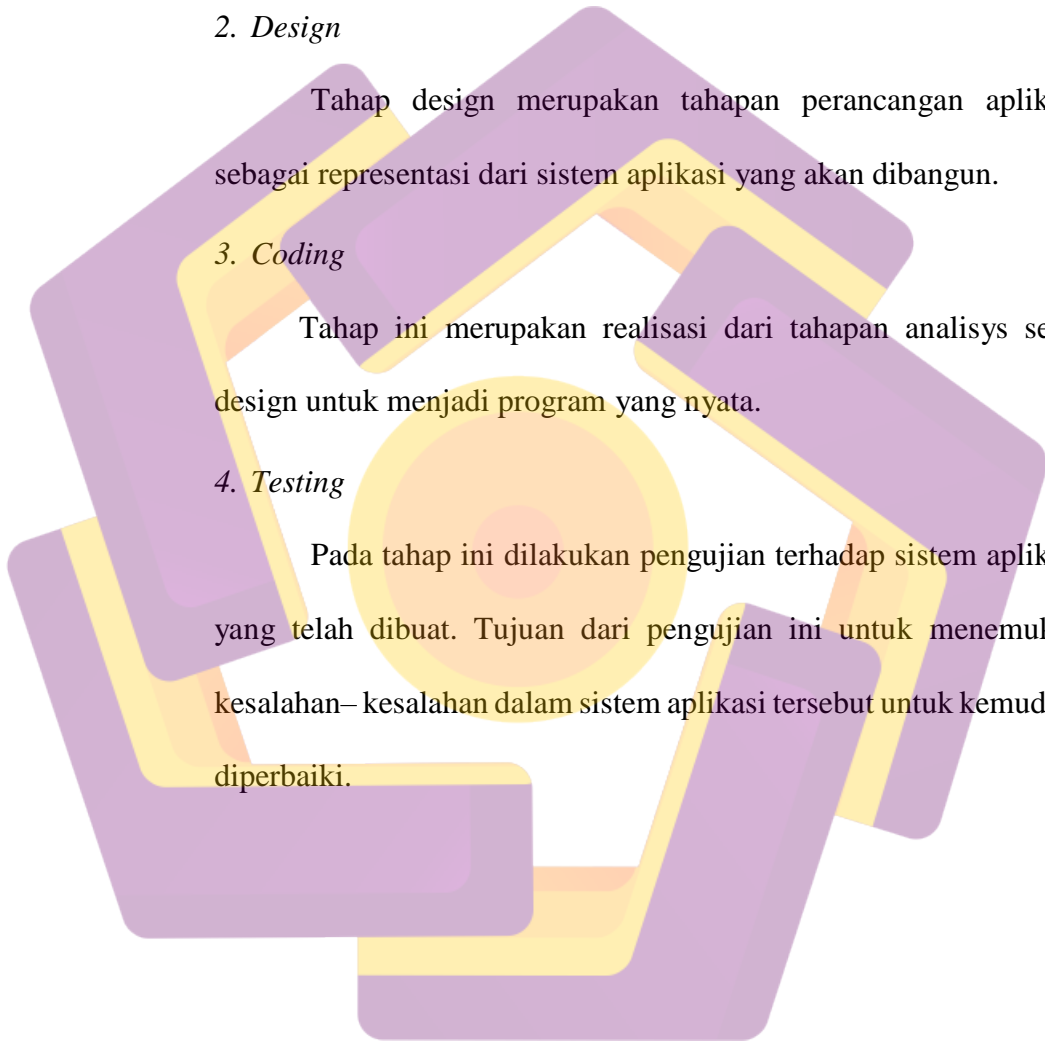 2. Design
Tahap design merupakan tahapan perancangan aplik
sebagai representasi dari sistem aplikasi yang akan dibangun.
3. Coding
Tahap ini merupakan realisasi dari tahapan analisys se
design untuk menjadi program yang nyata.
4. Testing
Pada tahap ini dilakukan pengujian terhadap sistem aplik
yang telah dibuat. Tujuan dari pengujian ini untuk menemuk
kesalahan– kesalahan dalam sistem aplikasi tersebut untuk kemud
diperbaiki.